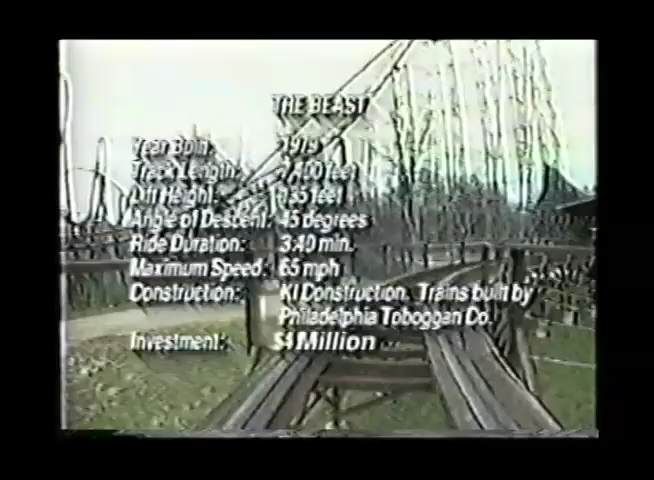 THE BEAST
Year Built: 1979
Track Length: 7,400 feet
Lift Height: 135 feet
Angle of Descent: 45 degrees
Ride Duration: 3:40 min.
Maximum Speed: 65 mph
Construction: KI Construction. Trains built by
Philadelphia Toboggan Co.
Investment: $4 Million